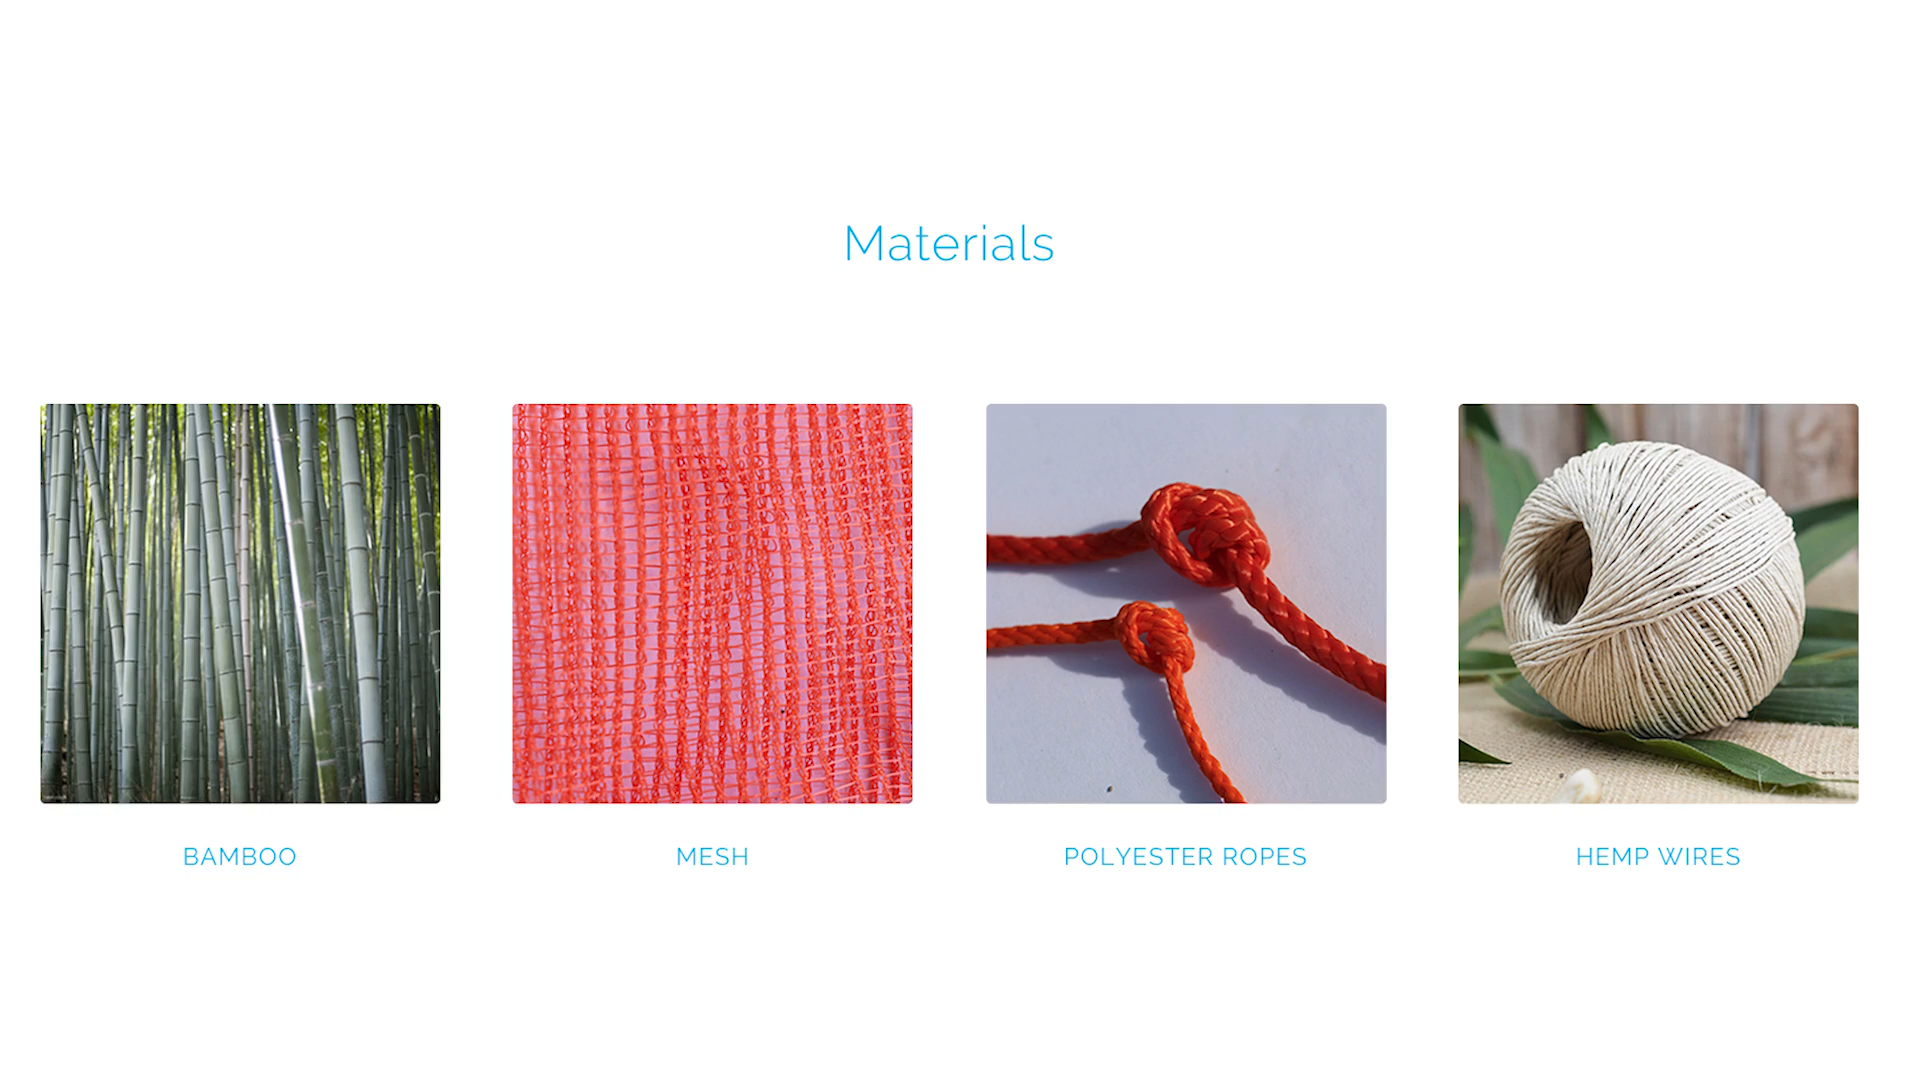 Materials
BAMBOO
MESH
POLYESTER ROPES
HEMP WIRES